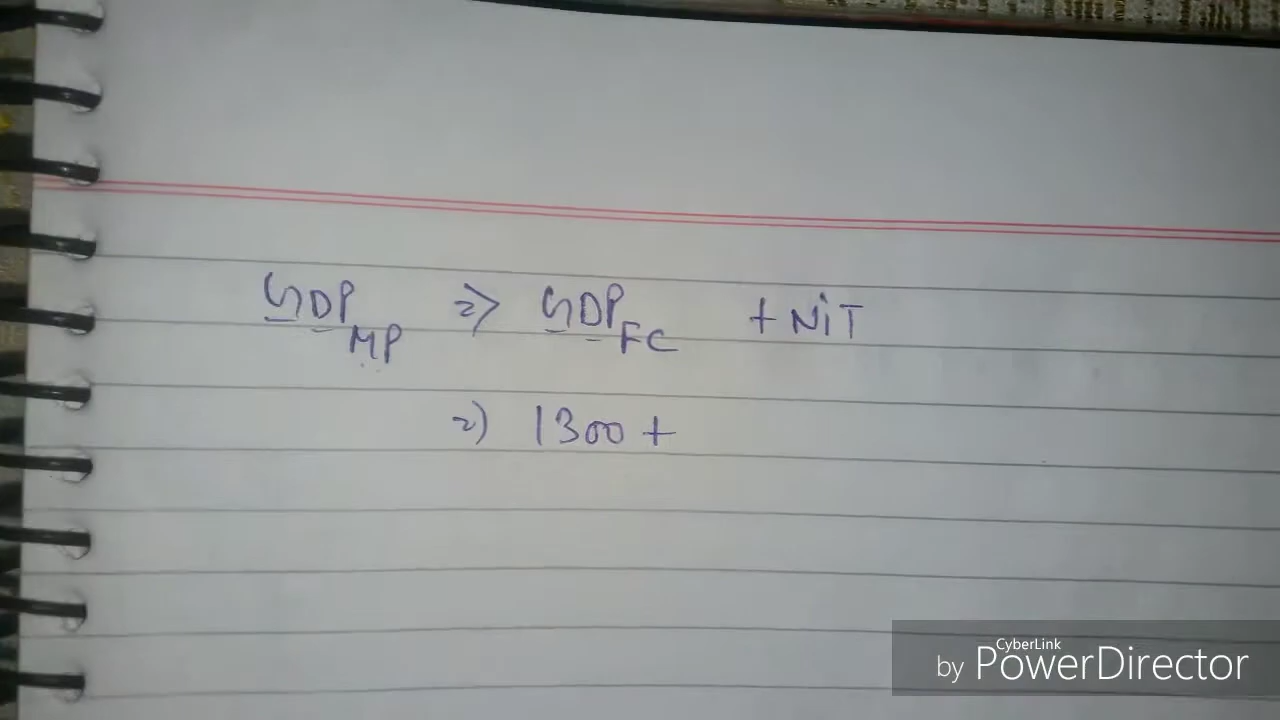 GDP MP => GDP FC + NiT
=> 1300 +
CyberLink
by PowerDirector